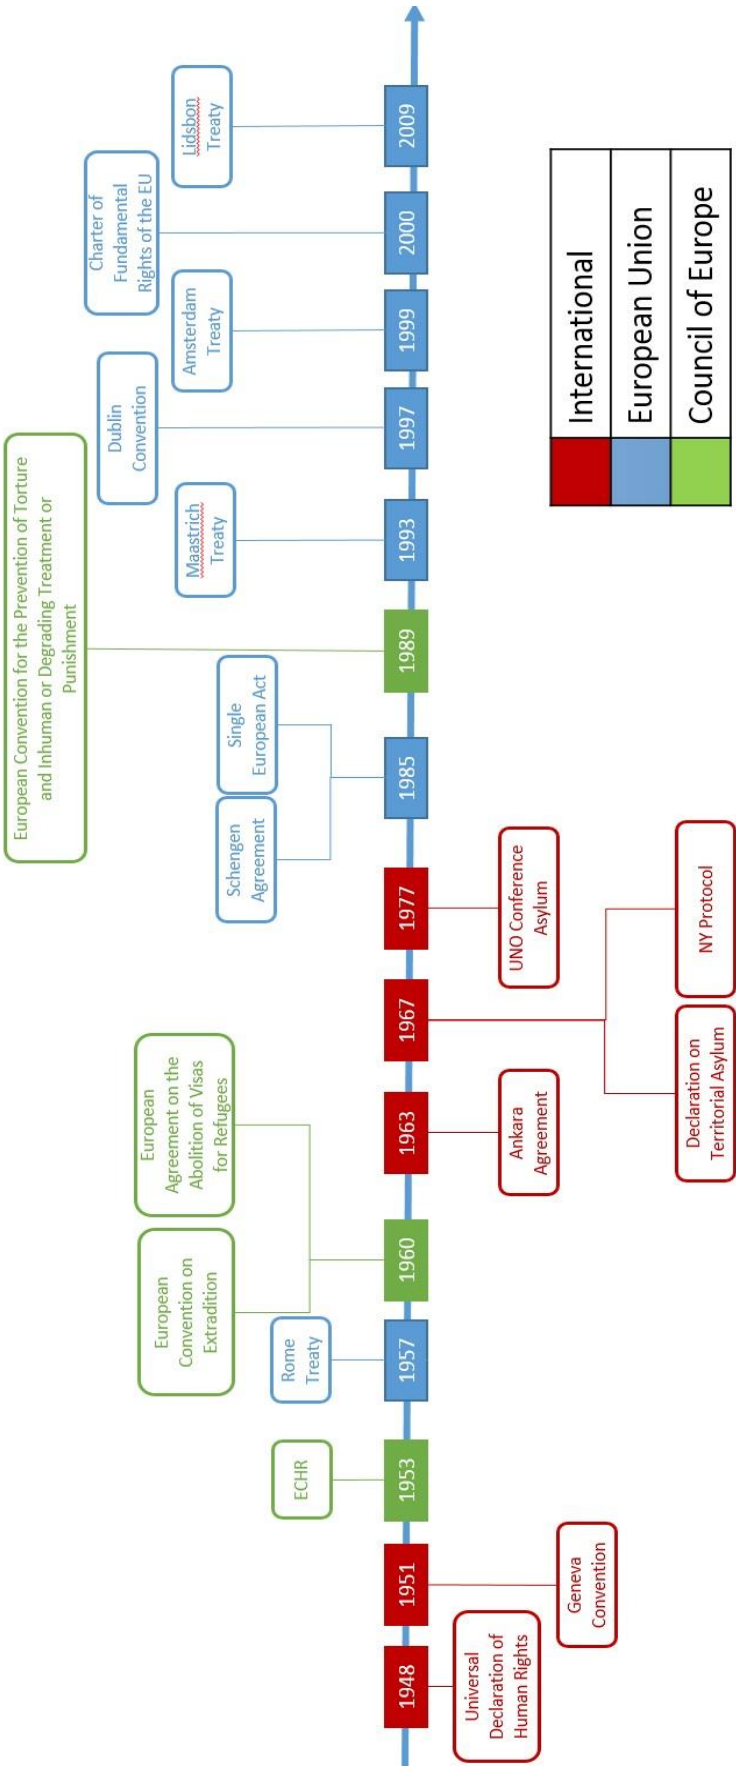 European Convention for the Prevention of Torture
and Inhuman or Degrading Treatment or
Punishment
Charter of
Fundamental
Rights of the EU
Dublin
Convention
European
Agreement on the
Abolition of Visas
for Refugees
European
Convention on
Extradition
Lidsbon
Treaty
Amsterdam
Treaty
Maastrich
Treaty
Single
European Act
Schengen
Agreement
Rome
Treaty
ECHR
1948
1951
1953
1957
1960
1963
1967
1977
1985
1989
1993
1997
1999
2000
2009
Universal
Declaration of
Human Rights
Geneva
Convention
Ankara
Agreement
UNO Conference
Asylum
Declaration on
Territorial Asylum
NY Protocol
International
European Union
Council of Europe